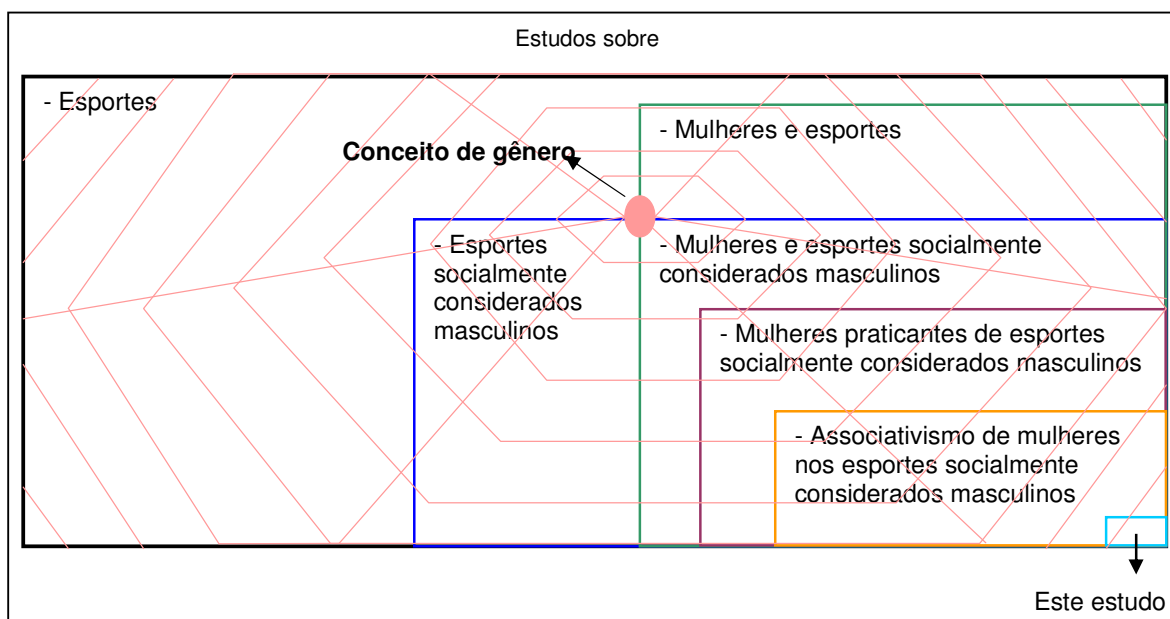 Estudos sobre
- Esportes
- Mulheres e esportes
Conceito de gênero
- Esportes
socialmente
considerados
masculinos
- Mulheres e esportes socialmente
considerados masculinos
- Mulheres praticantes de esportes
socialmente considerados masculinos
- Associativismo de mulheres
nos esportes socialmente
considerados masculinos
Este estudo